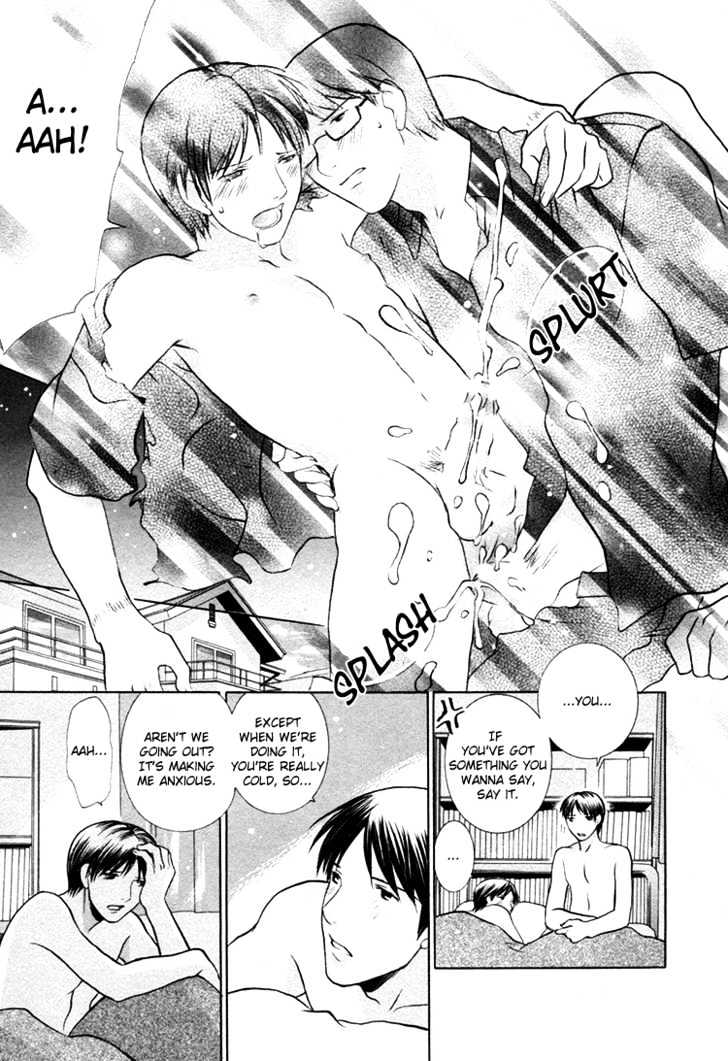 A...
AAH!
SPLURT
SPLASH
...YOU...
IF
YOU'VE GOT
SOMETHING YOU
WANNA SAY,
SAY IT.
...
EXCEPT
WHEN WE'RE
DOING IT,
YOU'RE REALLY
COLD, SO...
AREN'T WE
GOING OUT?
IT'S MAKING
ME ANXIOUS.
AAH...